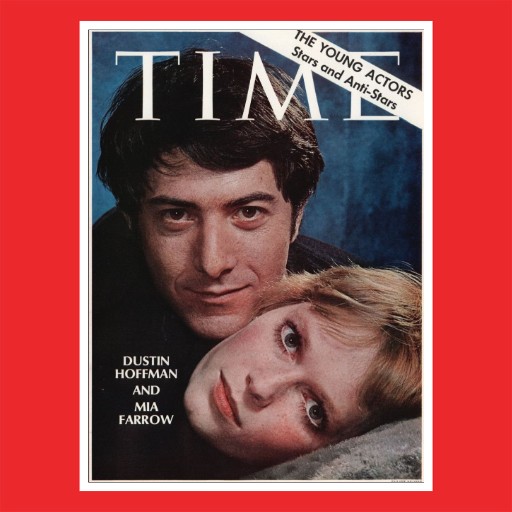 TIME
THE YOUNG ACTORS
Stars and Anti-Stars
DUSTIN
HOFFMAN
AND
MIA
FARROW